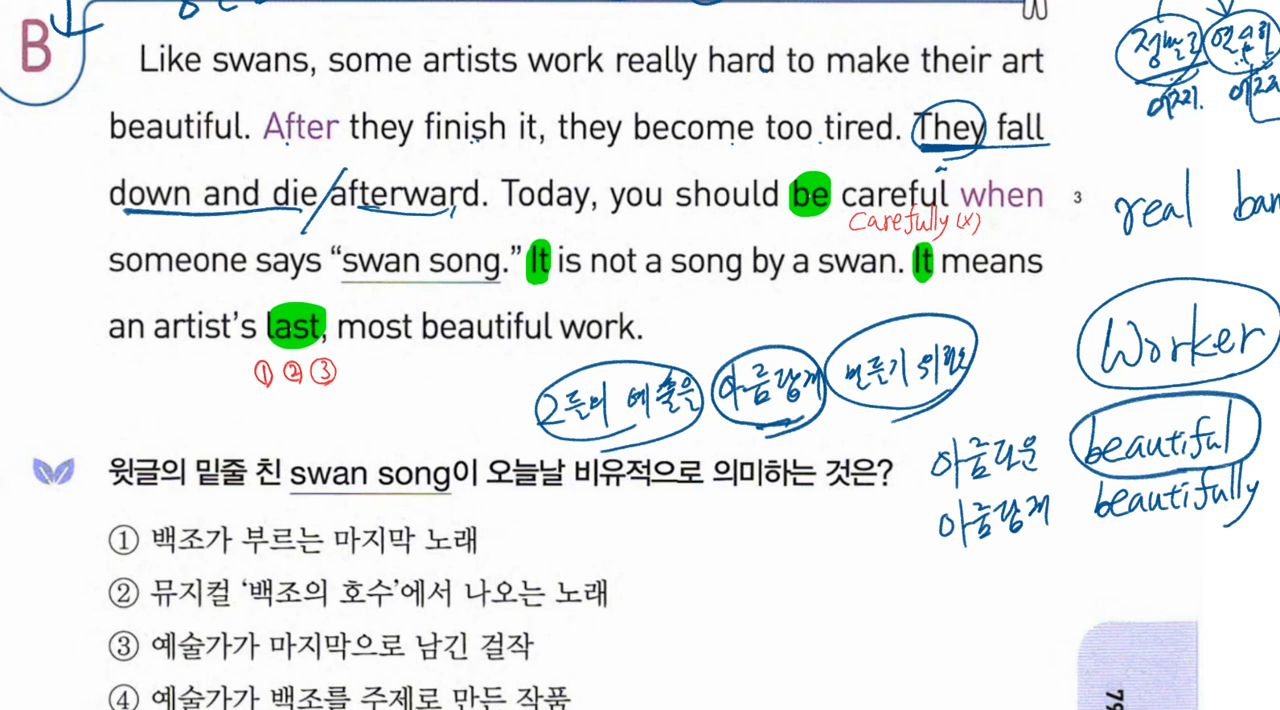 B
Like swans, some artists work really hard to make their art
beautiful. After they finish it, they become too tired. They fall
down and die afterward. Today, you should be careful when 3
Carefully (x)
someone says “swan song.” It is not a song by a swan. It means
an artist’s last, most beautiful work.
① ② ③
그들의 예술을 아름답게 만들기 위해
real
Worker
아름다운 beautiful
아름답게 beautifully
윗글의 밑줄 친 swan song이 오늘날 비유적으로 의미하는 것은?
① 백조가 부르는 마지막 노래
② 뮤지컬 ‘백조의 호수’에서 나오는 노래
③ 예술가가 마지막으로 남긴 걸작
④ 예술가가 백조를 주제로 만든 작품
79